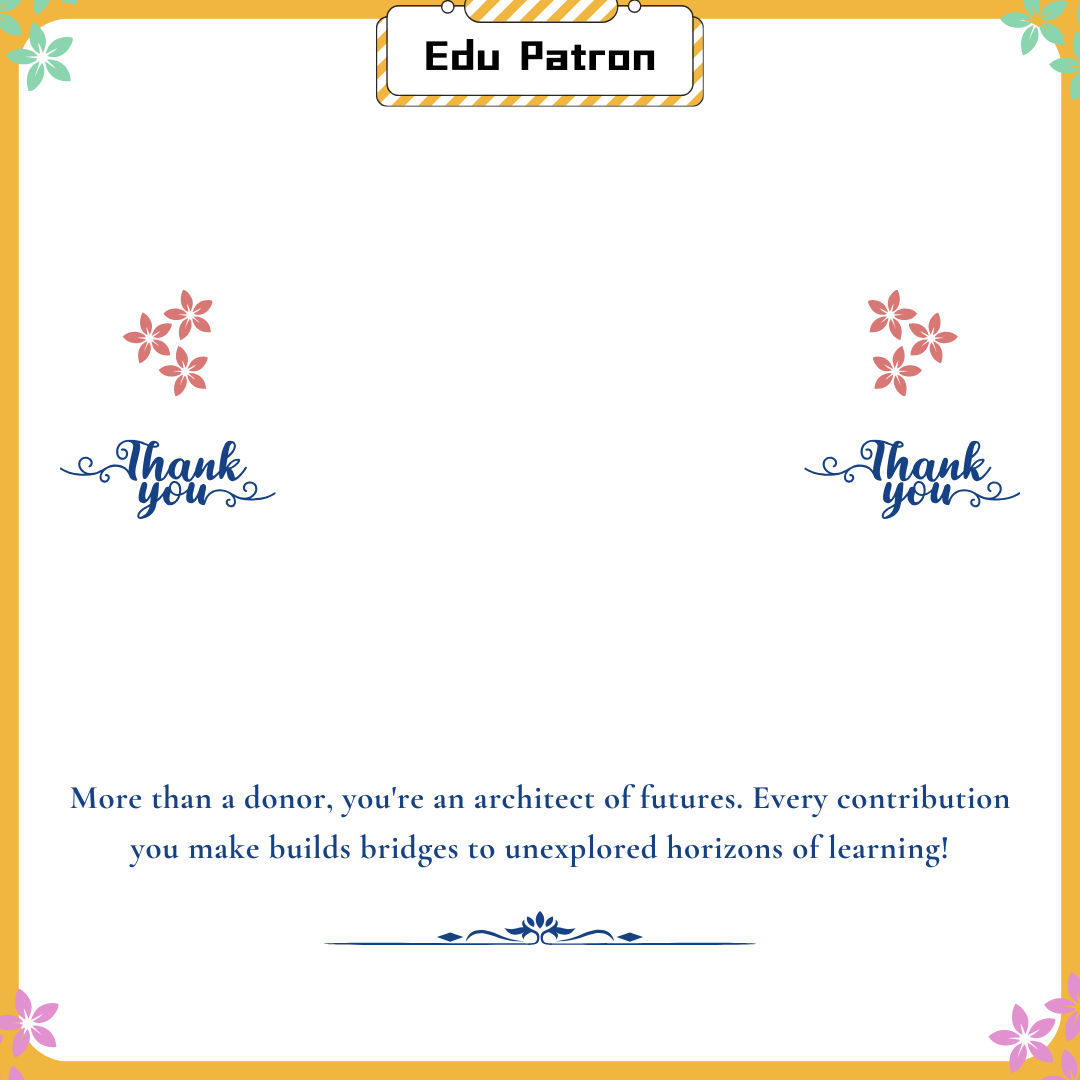 Edu Patron
Thank
you
Thank
you
More than a donor, you're an architect of futures. Every contribution
you make builds bridges to unexplored horizons of learning!